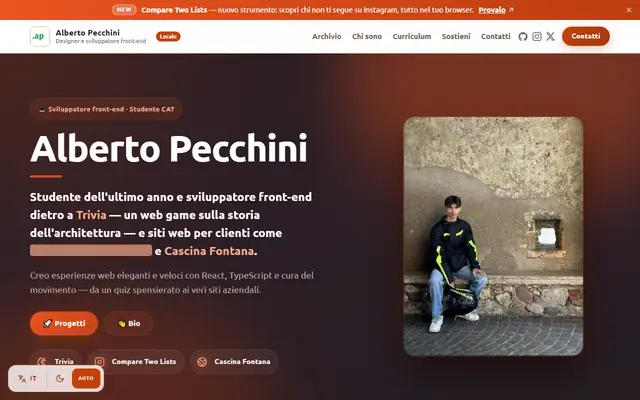 NEW Compare Two Lists — nuovo strumento: scopri chi non ti segue su Instagram, tutto nel tuo browser. Provalo ↗ ×
.ap
Alberto Pecchini
Designer e sviluppatore front-end
Locale
Archivio Chi sono Curriculum Sostieni Contatti Contatti
Sviluppatore front-end · Studente CAT
Alberto Pecchini
Studente dell'ultimo anno e sviluppatore front-end
dietro a Trivia — un web game sulla storia
dell'architettura — e siti web per clienti come
e Cascina Fontana.
Creo esperienze web eleganti e veloci con React, TypeScript e cura del
movimento — da un quiz spensierato ai veri siti aziendali.
🚀 Progetti 👋 Bio
Trivia Compare Two Lists Cascina Fontana
IT AUTO